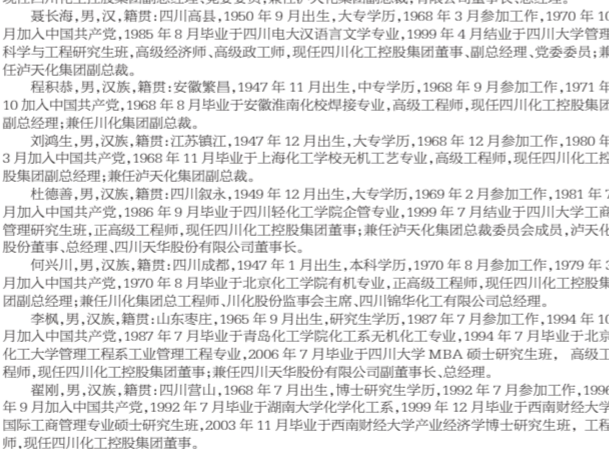 聂长海,男,汉,籍贯:四川高县,1950 年 9 月出生,大专学历,1968 年 3 月参加工作,1970 年 10
月加入中国共产党,1985 年 8 月毕业于四川电大汉语言文学专业,1999 年 4 月结业于四川大学管理
科学与工程研究生班,高级经济师、高级政工师,现任四川化工控股集团董事、副总经理、党委委员;兼
任泸天化集团副总裁。
程积恭,男,汉族,籍贯:安徽繁昌,1947 年 11 月出生,中专学历,1968 年 9 月参加工作,1971 年
10 加入中国共产党,1968 年 8 月毕业于安徽淮南化校焊接专业,高级工程师,现任四川化工控股集团
副总经理;兼任川化集团副总裁。
刘鸿生,男,汉族,籍贯:江苏镇江,1947 年 12 月出生,大专学历,1968 年 12 月参加工作,1980 年
3 月加入中国共产党,1968 年 11 月毕业于上海化工学校无机工艺专业,高级工程师,现任四川化工控
股集团副总经理;兼任泸天化集团副总裁。
杜德善,男,汉族,籍贯:四川叙永,1949 年 12 月出生,大专学历,1969 年 2 月参加工作,1981 年 7
月加入中国共产党,1986 年 9 月毕业于四川轻化工学院企管专业,1999 年 7 月结业于四川大学工商
管理研究生班,正高级工程师,现任四川化工控股集团董事;兼任泸天化集团总裁委员会成员,泸天化
股份董事、总经理、四川天华股份有限公司董事长。
何兴川,男,汉族,籍贯:四川成都,1947 年 1 月出生,本科学历,1970 年 8 月参加工作,1979 年 3
月加入中国共产党,1970 年 8 月毕业于北京化工学院有机专业,正高级工程师,现任四川化工控股集
团副总经理;兼任川化集团总工程师、川化股份监事会主席、四川锦华化工有限公司总经理。
李枫,男,汉族,籍贯:山东枣庄,1965 年 9 月出生,研究生学历,1987 年 7 月参加工作,1994 年 10
月加入中国共产党,1987 年 7 月毕业于青岛化工学院化工系无机化工专业,1994 年 7 月毕业于北京
化工大学管理工程系工业管理工程专业,2006 年 7 月毕业于四川大学 MBA 硕士研究生班, 高级工
程师,现任四川化工控股集团董事;兼任四川天华股份有限公司副董事长、总经理。
翟刚,男,汉族,籍贯:四川营山,1968 年 7 月出生,博士研究生学历,1992 年 7 月参加工作,1996
年 9 月加入中国共产党,1992 年 7 月毕业于湖南大学化学化工系,1999 年 12 月毕业于西南财经大学
国际工商管理专业硕士研究生班,2003 年 11 月毕业于西南财经大学产业经济学博士研究生班, 工程
师,现任四川化工控股集团董事。